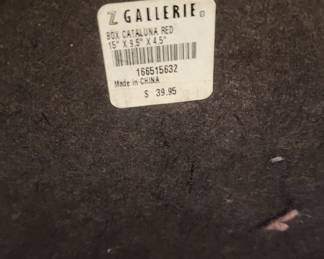 Z GALLERIE
BOX CATALUNA RED
15" X 9.5" X 4.5"
166515632
Made in CHINA
$ 39.95